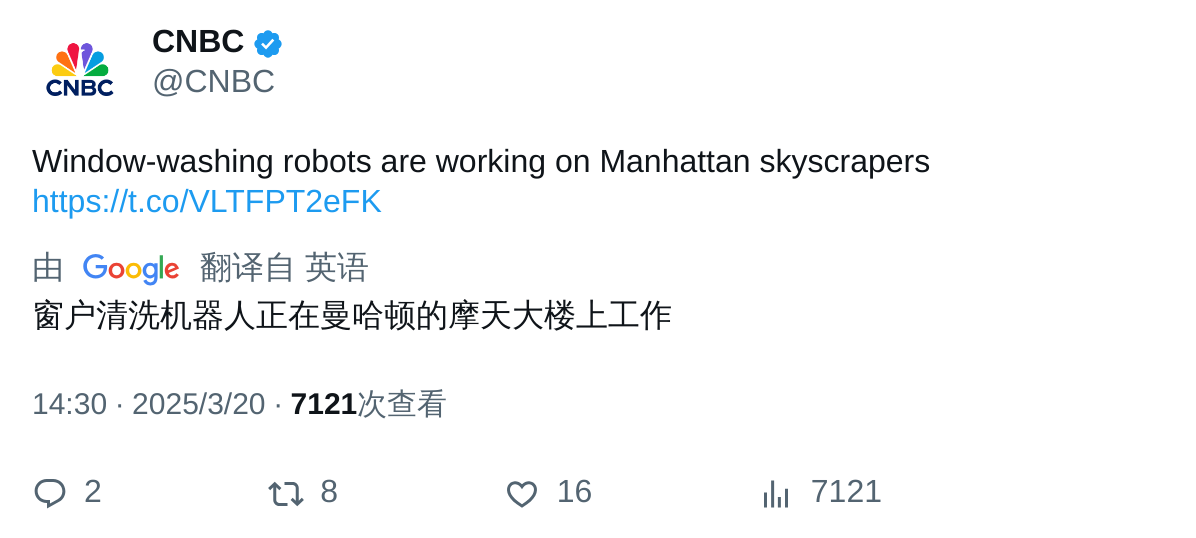 CNBC
CNBC
@CNBC
Window-washing robots are working on Manhattan skyscrapers
https://t.co/VLTFPT2eFK
由 Google 翻译自 英语
窗户清洗机器人正在曼哈顿的摩天大楼上工作
14:30 · 2025/3/20 · 7121次查看
2 8 16 7121